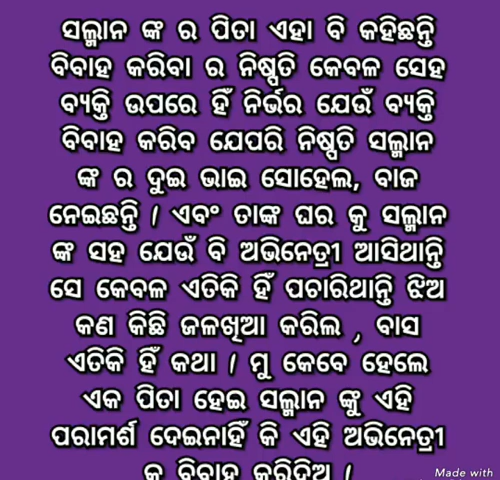 ସଲ୍ମାନ ଙ୍କ ର ପିତା ଏହା ବି କହିଛନ୍ତି
ବିବାହ କରିବା ର ନିଷ୍ପତି କେବଳ ସେହ
ବ୍ୟକ୍ତି ଉପରେ ହିଁ ନିର୍ଭର ଯେଉଁ ବ୍ୟକ୍ତି
ବିବାହ କରିବ ଯେପରି ନିଷ୍ପତି ସଲ୍ମାନ
ଙ୍କ ର ଦୁଇ ଭାଇ ସୋହେଲ, ବାଜ
ନେଇଛନ୍ତି / ଏବଂ ତାଙ୍କ ଘର କୁ ସଲ୍ମାନ
ଙ୍କ ସହ ଯେଉଁ ବି ଅଭିନେତ୍ରୀ ଆସିଥାନ୍ତି
ସେ କେବଳ ଏତିକି ହିଁ ପଚାରିଥାନ୍ତି ଝିଅ
କଣ କିଛି ଜଳଖିଆ କରିଲ , ବାସ
ଏତିକି ହିଁ କଥା / ମୁ କେବେ ହେଲେ
ଏକ ପିତା ହେଇ ସଲ୍ମାନ ଙ୍କୁ ଏହି
ପରାମର୍ଶ ଦେଇନାହିଁ କି ଏହି ଅଭିନେତ୍ରୀ
କୁ ବିବାହ କରିଦିଅ /
Made with